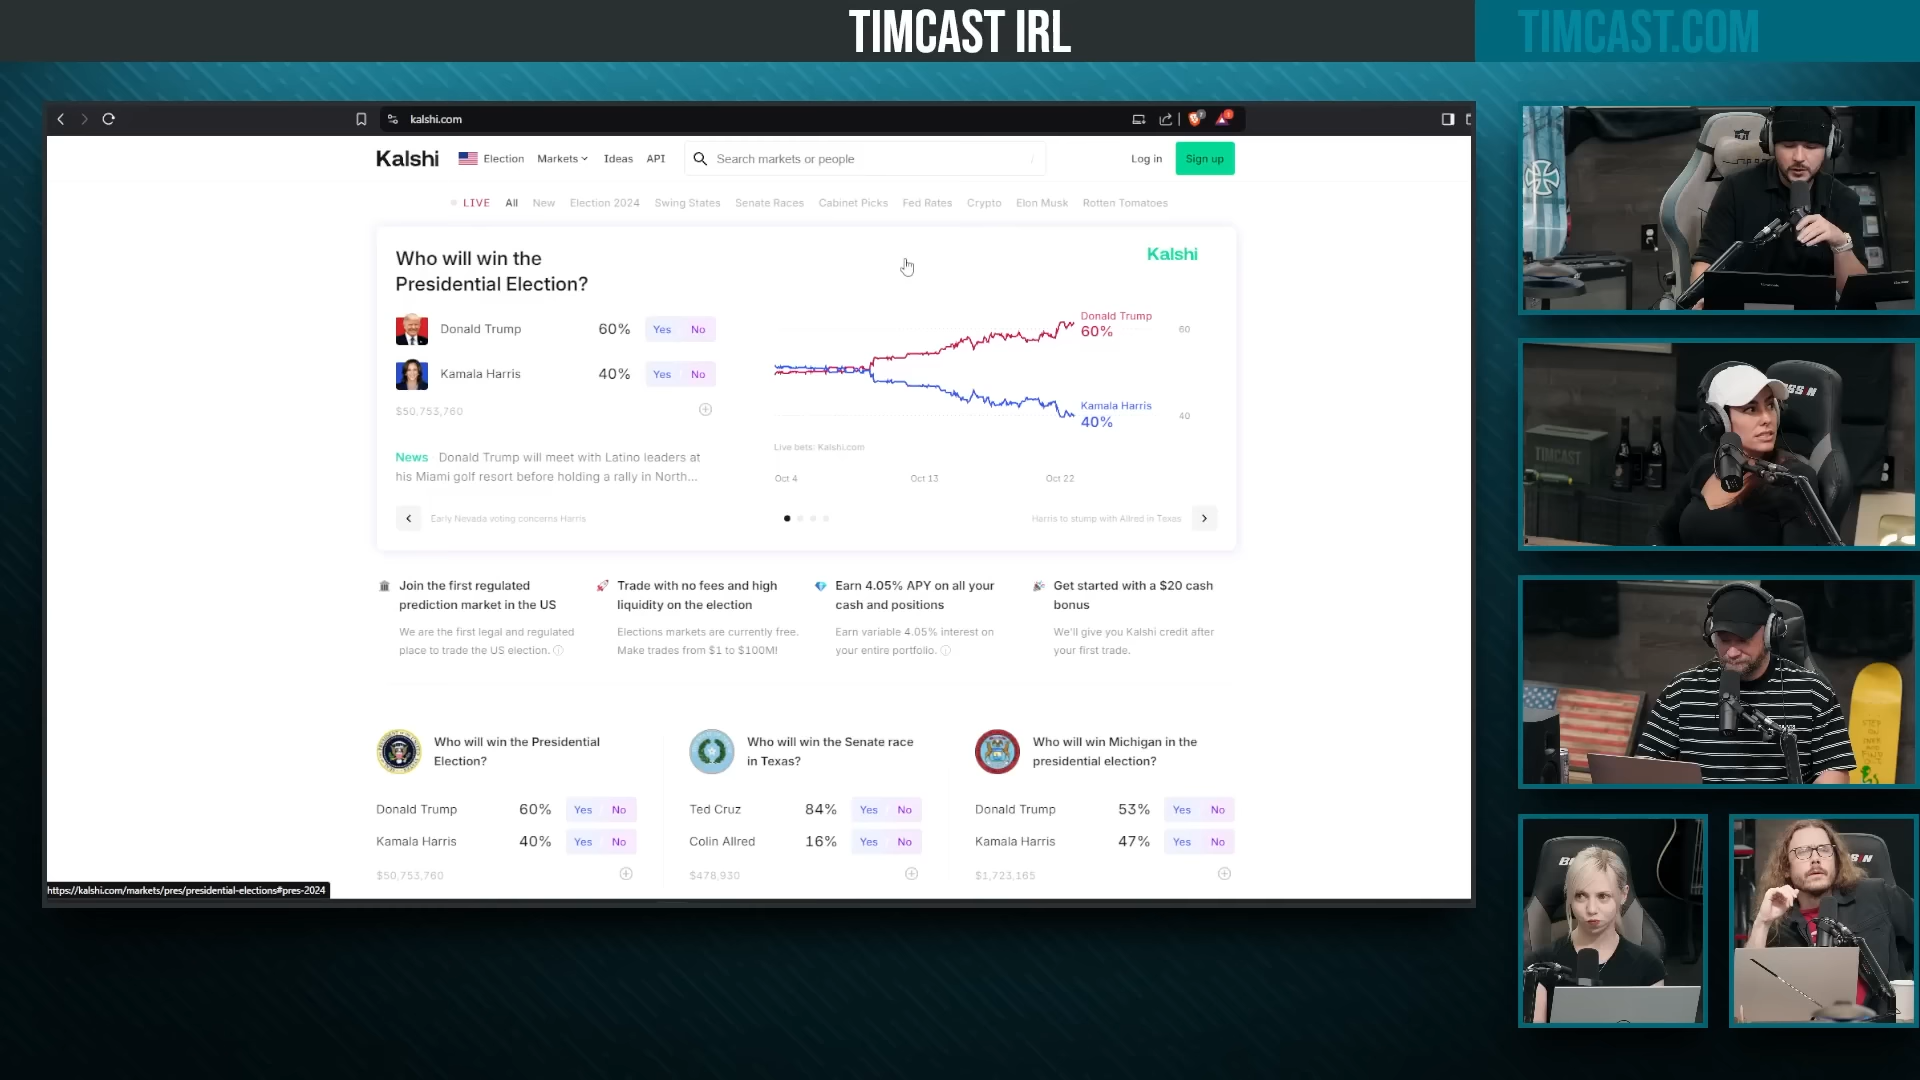 TIMCAST IRL
TIMCAST.COM
kalshi.com
Kalshi
Election
Markets
Ideas
API
Search markets or people
/
Log in
Sign up
LIVE
All
New
Election 2024
Swing States
Senate Races
Cabinet Picks
Fed Rates
Crypto
Elon Musk
Rotten Tomatoes
Who will win the
Presidential Election?
Kalshi
Donald Trump 60% Yes No
Kamala Harris 40% Yes No
$50,753,760
Donald Trump
60%
60
Kamala Harris
40%
40
Live bets: Kalshi.com
Oct 4
Oct 13
Oct 22
News Donald Trump will meet with Latino leaders at
his Miami golf resort before holding a rally in North...
Early Nevada voting concerns Harris
Harris to stump with Allred in Texas
Join the first regulated
prediction market in the US
We are the first legal and regulated
place to trade the US election.
Trade with no fees and high
liquidity on the election
Elections markets are currently free.
Make trades from $1 to $100M!
Earn 4.05% APY on all your
cash and positions
Earn variable 4.05% interest on
your entire portfolio.
Get started with a $20 cash
bonus
We'll give you Kalshi credit after
your first trade.
Who will win the Presidential
Election?
Donald Trump 60% Yes No
Kamala Harris 40% Yes No
$50,753,760
Who will win the Senate race
in Texas?
Ted Cruz 84% Yes No
Colin Allred 16% Yes No
$478,930
Who will win Michigan in the
presidential election?
Donald Trump 53% Yes No
Kamala Harris 47% Yes No
$1,723,165
https://kalshi.com/markets/pres/presidential-elections#pres-2024
TIMCAST